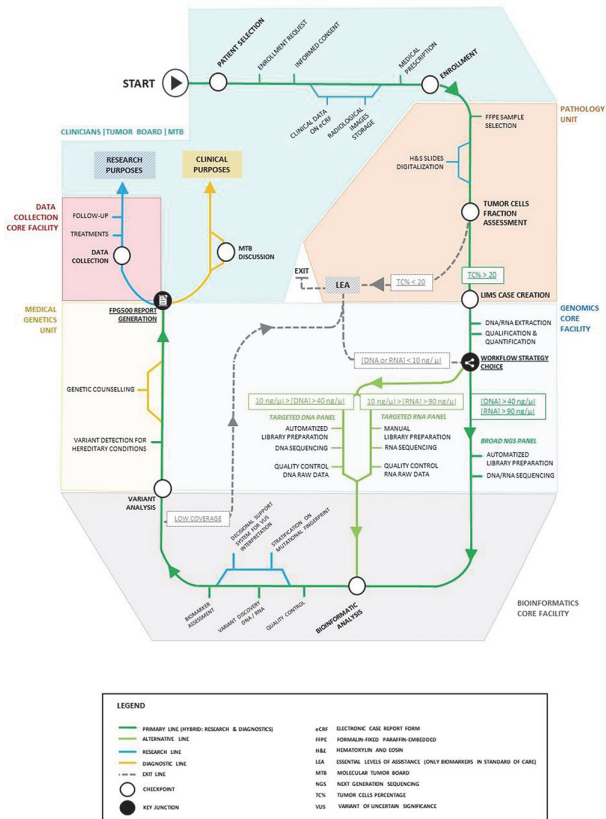 START
PATIENT SELECTION
ENROLLMENT REQUEST
INFORMED CONSENT
CLINICAL DATA
ON eCRF
RADIOLOGICAL
IMAGES
STORAGE
MEDICAL
PRESCRIPTION
ENROLLMENT
CLINICIANS|TUMOR BOARD|MTB
PATHOLOGY
UNIT
FFPE SAMPLE
SELECTION
H&S SLIDES
DIGITALIZATION
TUMOR CELLS
FRACTION
ASSESSMENT
RESEARCH
PURPOSES
CLINICAL
PURPOSES
DATA
COLLECTION
CORE FACILITY
FOLLOW-UP
TREATMENTS
DATA
COLLECTION
MTB
DISCUSSION
EXIT
LEA
TC% < 20
TC% > 20
LIMS CASE CREATION
MEDICAL
GENETICS
UNIT
FPG500 REPORT
GENERATION
GENOMICS
CORE
FACILITY
DNA/RNA EXTRACTION
QUALIFICATION &
QUANTIFICATION
[DNA or RNA] < 10 ng/ µl
WORKFLOW STRATEGY
CHOICE
GENETIC COUNSELLING
10 ng/µl > [DNA] > 40 ng/µl
10 ng/µl > [RNA] > 90 ng/µl
[DNA] > 40 ng/µl
[RNA] > 90 ng/µl
TARGETED DNA PANEL
AUTOMATIZED
LIBRARY PREPARATION
DNA SEQUENCING
QUALITY CONTROL
DNA RAW DATA
TARGETED RNA PANEL
MANUAL
LIBRARY PREPARATION
RNA SEQUENCING
QUALITY CONTROL
RNA RAW DATA
BROAD NGS PANEL
AUTOMATIZED
LIBRARY PREPARATION
DNA/RNA SEQUENCING
VARIANT DETECTION FOR
HEREDITARY CONDITIONS
VARIANT
ANALYSIS
LOW COVERAGE
DECISIONAL SUPPORT
SYSTEM FOR VUS
INTERPRETATION
STRATIFICATION ON
MUTATIONAL FINGERPRINT
BIOMARKER
ASSESSMENT
VARIANT DISCOVERY
DNA / RNA
QUALITY CONTROL
BIOINFORMATIC
ANALYSIS
BIOINFORMATICS
CORE FACILITY
LEGEND
PRIMARY LINE (HYBRID: RESEARCH & DIAGNOSTICS)
ALTERNATIVE LINE
RESEARCH LINE
DIAGNOSTIC LINE
EXIT LINE
CHECKPOINT
KEY JUNCTION
eCRF ELECTRONIC CASE REPORT FORM
FFPE FORMALIN-FIXED PARAFFIN-EMBEDDED
H&E HEMATOXYLIN AND EOSIN
LEA ESSENTIAL LEVELS OF ASSISTANCE (ONLY BIOMARKERS IN STANDARD OF CARE)
MTB MOLECULAR TUMOR BOARD
NGS NEXT GENERATION SEQUENCING
TC% TUMOR CELLS PERCENTAGE
VUS VARIANT OF UNCERTAIN SIGNIFICANCE